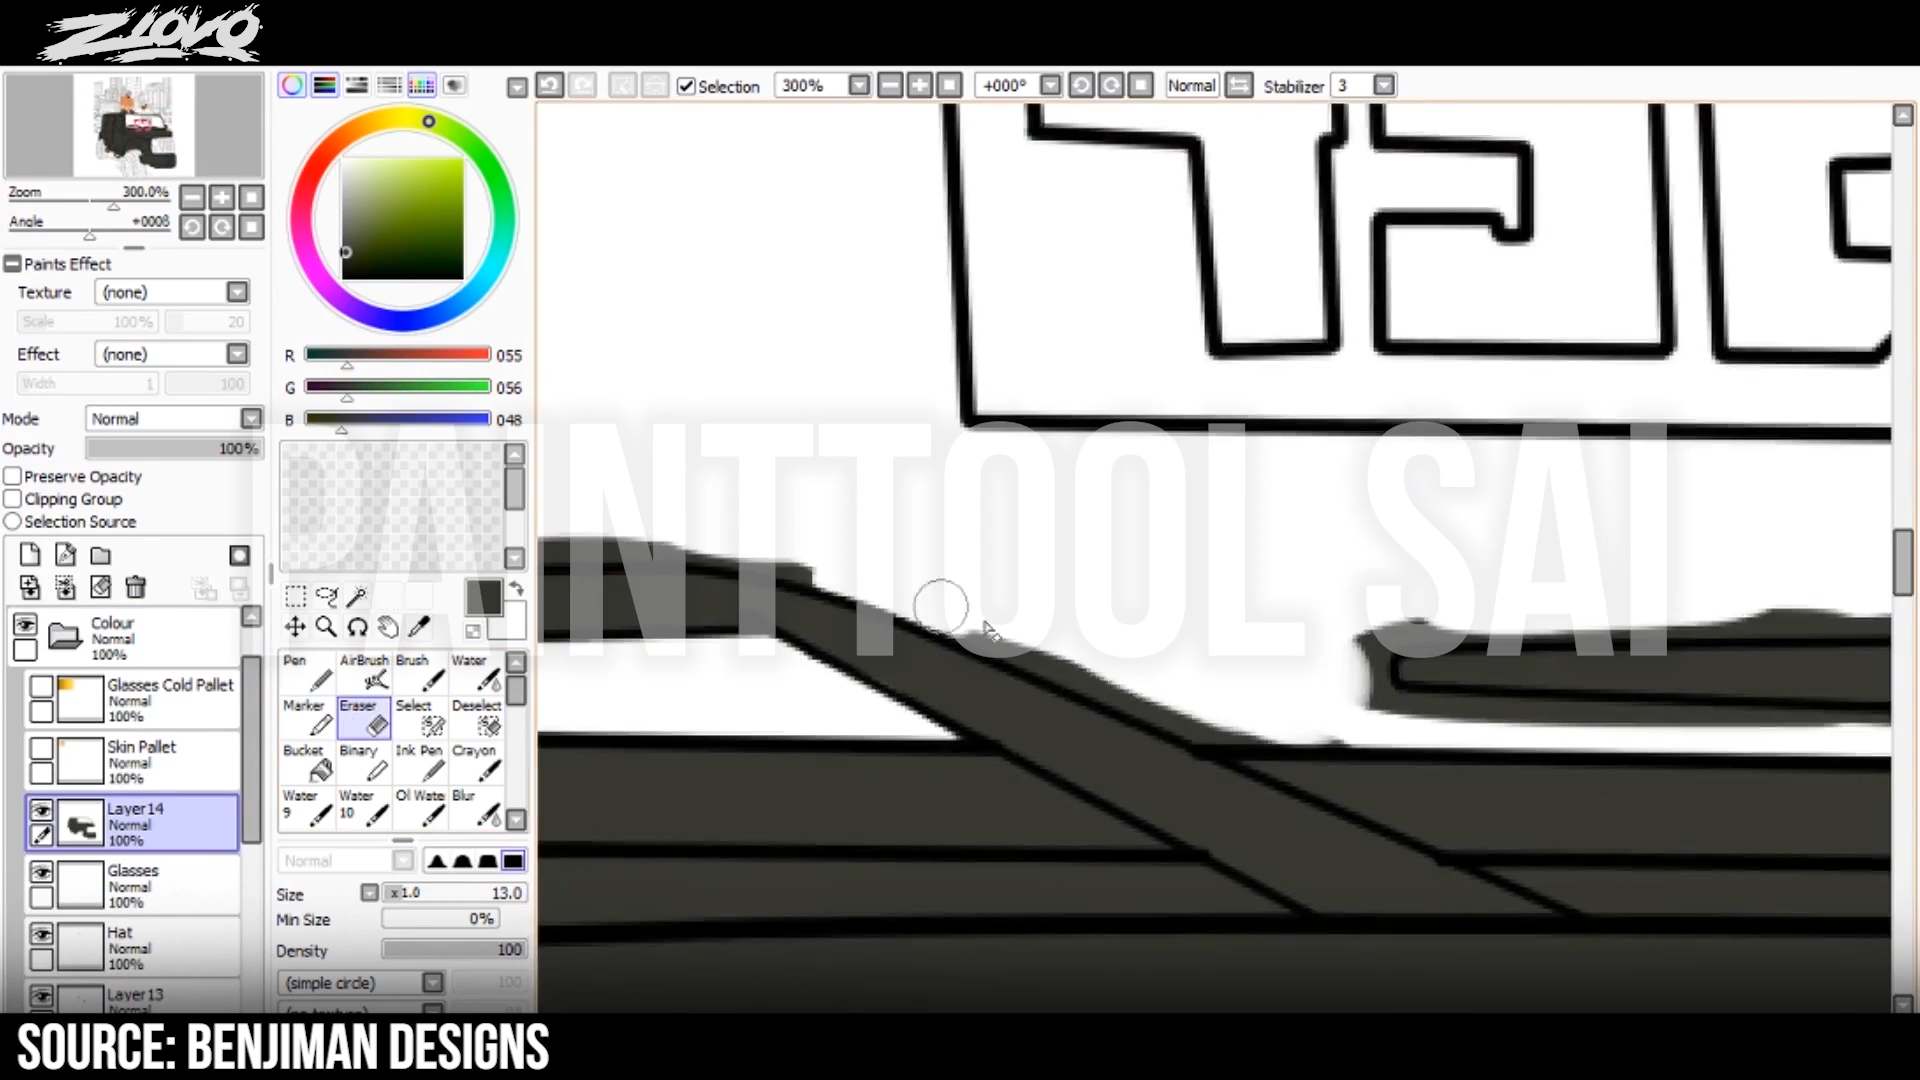 ZLOVO
Selection
300%
+000°
Normal
Stabilizer 3
Zoom 300.0%
Angle
Paints Effect
Texture (none)
Scale 100% 20
Effect (none)
Width 1 100
Mode Normal
Opacity 100%
Preserve Opacity
Clipping Group
Selection Source
R 055
G 056
B 048
PAINTTOOL SAI
Colour
Normal
100%
Glasses Cold Pallet
Normal
100%
Skin Pallet
Normal
100%
Layer14
Normal
100%
Glasses
Normal
100%
Hat
Normal
100%
Layer13
Normal
Pen AirBrush Brush Water
Marker Eraser Select Deselect
Bucket Binary Ink Pen Crayon
Water 9 Water 10 Ol Wate Blur
Normal
Size x1.0 13.0
Min Size 0%
Density 100
(simple circle) 100
SOURCE: BENJIMAN DESIGNS